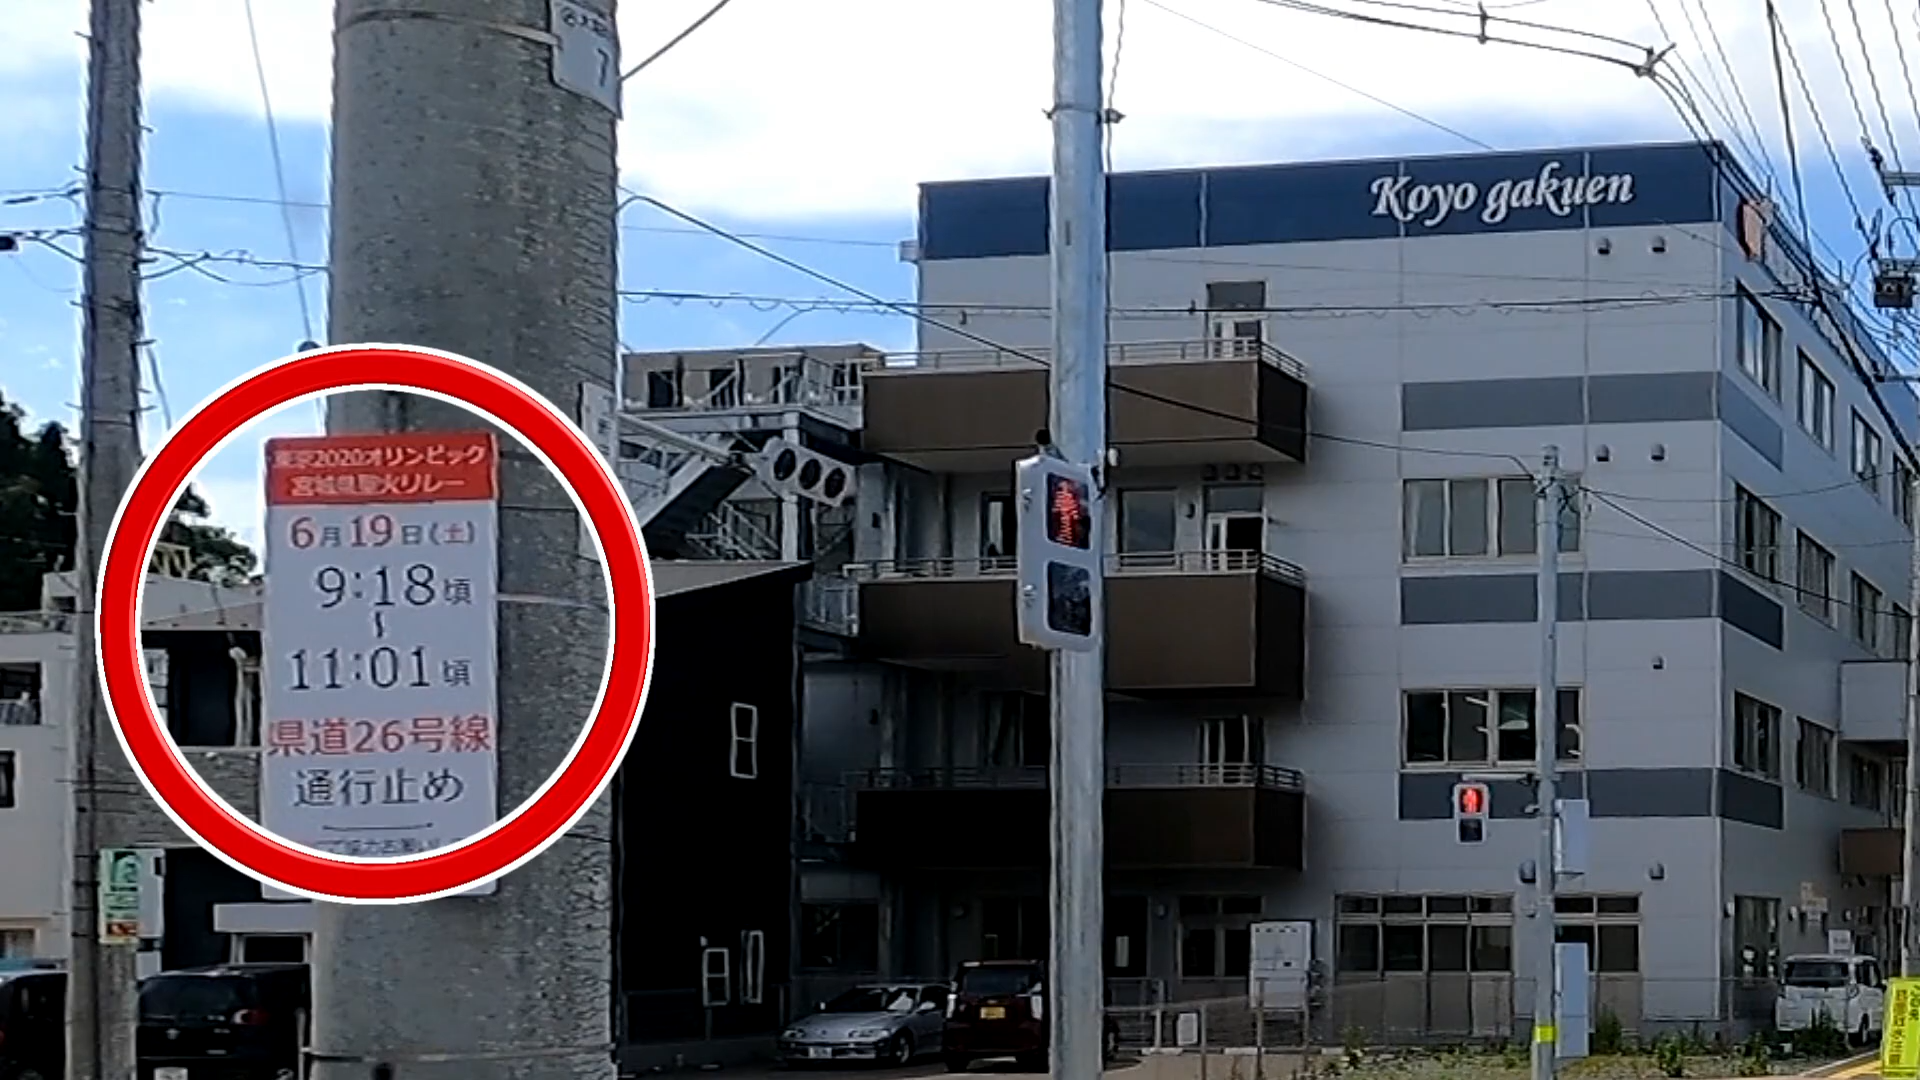 7
Koyo gakuen
東京2020オリンピック
宮城県聖火リレー
6月19日(土)
9:18頃
〜
11:01頃
県道26号線
通行止め